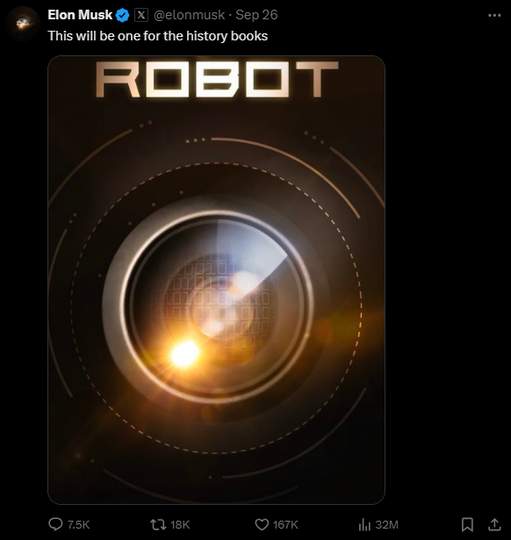 Elon Musk X @elonmusk · Sep 26
This will be one for the history books
ROBOT
7.5K 18K 167K 32M